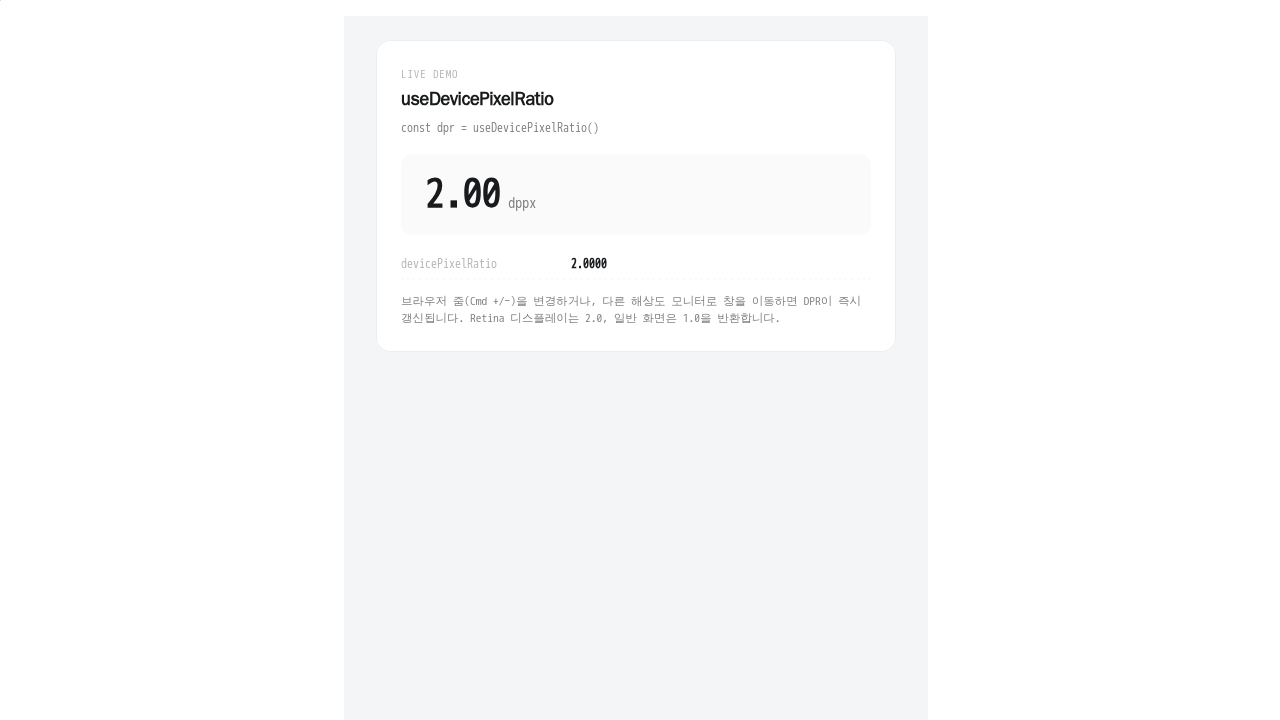 LIVE DEMO
useDevicePixelRatio
const dpr = useDevicePixelRatio()
2.00 dppx
devicePixelRatio 2.0000
브라우저 줌(Cmd +/−)을 변경하거나, 다른 해상도 모니터로 창을 이동하면 DPR이 즉시
갱신됩니다. Retina 디스플레이는 2.0, 일반 화면은 1.0을 반환합니다.